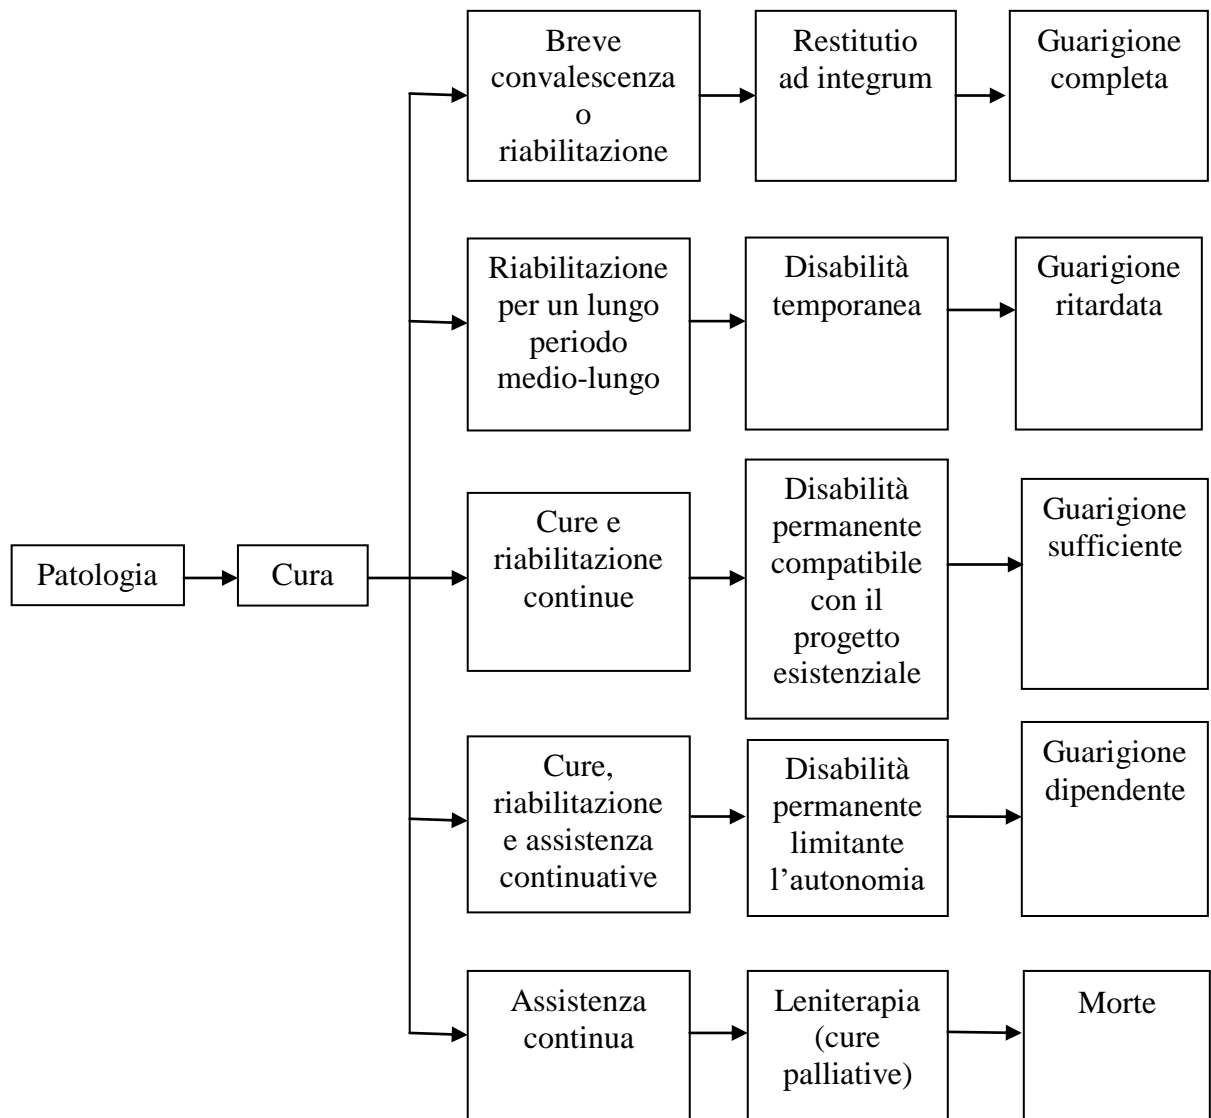 Breve
convalescenza
o
riabilitazione
Restitutio
ad integrum
Guarigione
completa
Riabilitazione
per un lungo
periodo
medio-lungo
Disabilità
temporanea
Guarigione
ritardata
Patologia
Cura
Cure e
riabilitazione
continue
Disabilità
permanente
compatibile
con il
progetto
esistenziale
Guarigione
sufficiente
Cure,
riabilitazione
e assistenza
continuative
Disabilità
permanente
limitante
l’autonomia
Guarigione
dipendente
Assistenza
continua
Leniterapia
(cure
palliative)
Morte